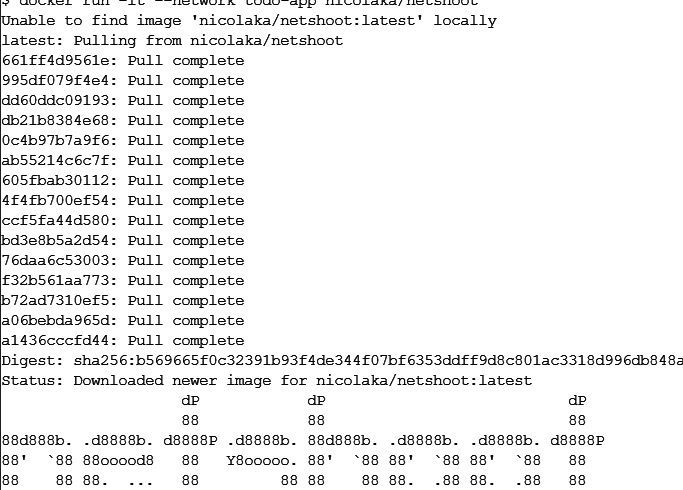 $ docker run -it --network todo-app nicolaka/netshoot
Unable to find image 'nicolaka/netshoot:latest' locally
latest: Pulling from nicolaka/netshoot
661ff4d9561e: Pull complete
995df079f4e4: Pull complete
dd60ddc09193: Pull complete
db21b8384e68: Pull complete
0c4b97b7a9f6: Pull complete
ab55214c6c7f: Pull complete
605fbab30112: Pull complete
4f4fb700ef54: Pull complete
ccf5fa44d580: Pull complete
bd3e8b5a2d54: Pull complete
76daa6c53003: Pull complete
f32b561aa773: Pull complete
b72ad7310ef5: Pull complete
a06bebda965d: Pull complete
a1436cccfd44: Pull complete
Digest: sha256:b569665f0c32391b93f4de344f07bf6353ddff9d8c801ac3318d996db848a
Status: Downloaded newer image for nicolaka/netshoot:latest
                    dP            dP                           dP
                    88            88                           88
88d888b. .d8888b. d8888P .d8888b. 88d888b. .d8888b. .d8888b. d8888P
88'  `88 88ooood8   88   Y8ooooo. 88'  `88 88'  `88 88'  `88   88
88    88 88.  ...   88         88 88    88 88.  .88 88.  .88   88